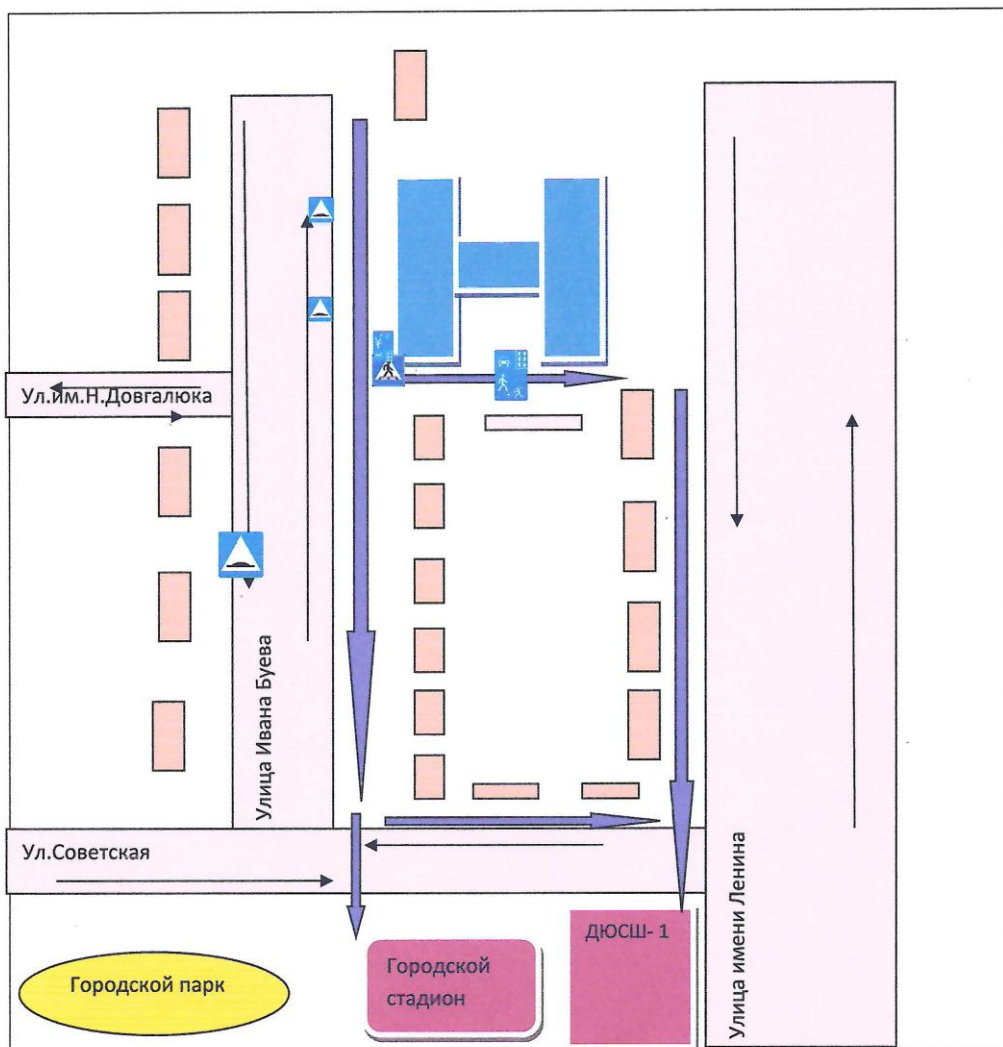 Ул.им.Н.Довгалюка
Улица Ивана Буева
Ул.Советская
Улица имени Ленина
ДЮСШ- 1
Городской парк
Городской
стадион